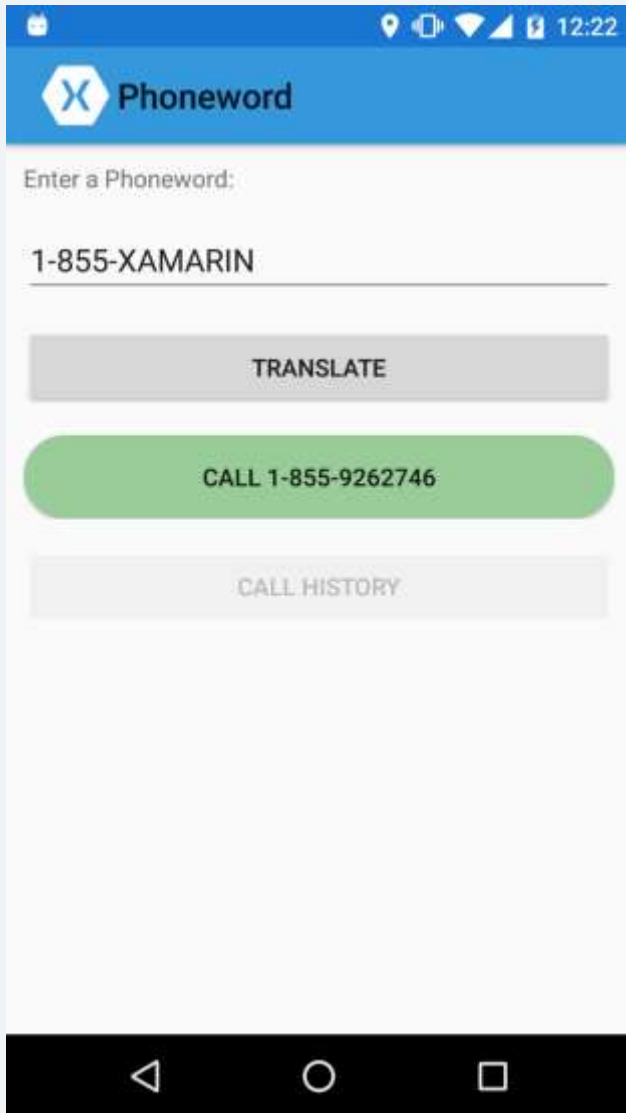 12:22
Phoneword
Enter a Phoneword:
1-855-XAMARIN
TRANSLATE
CALL 1-855-9262746
CALL HISTORY